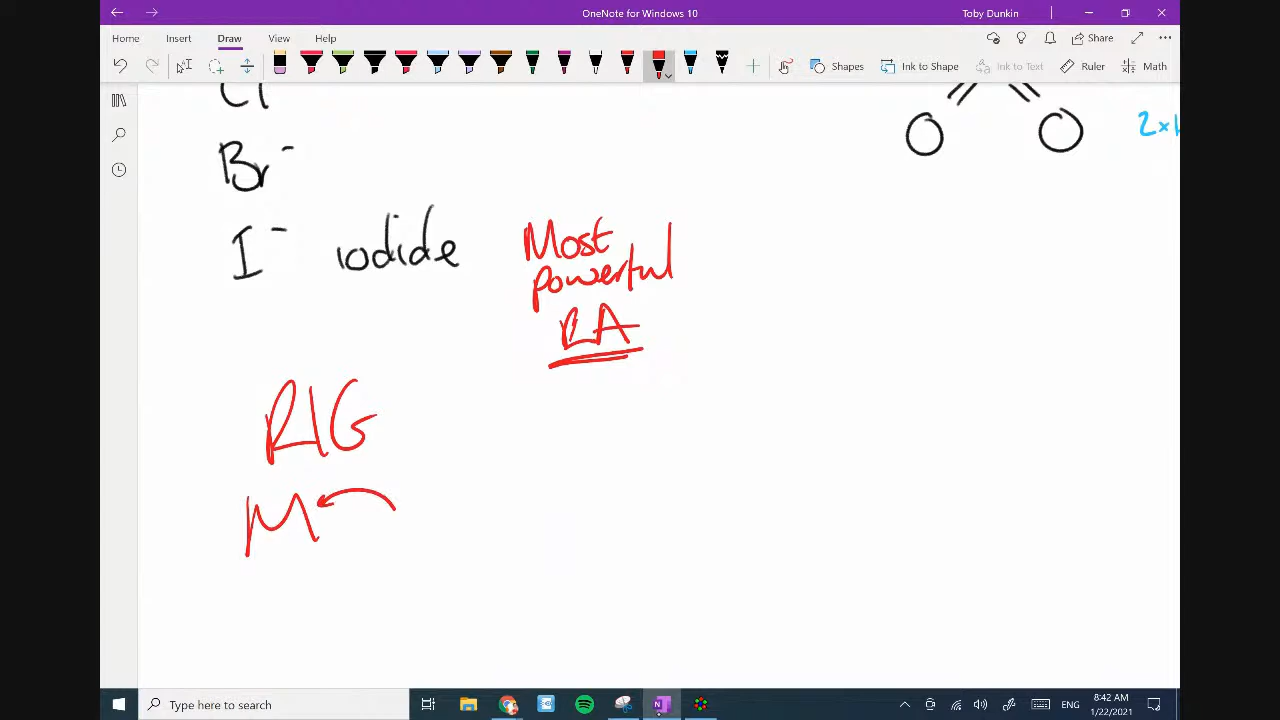 OneNote for Windows 10
Toby Dunkin
Home Insert Draw View Help
Share
Shapes
Ink to Shape
Ink to Text
Ruler
Math
Cl
Br⁻
I⁻ iodide
Most
powerful
RA
O O
2×1
RIG
M
Type here to search
ENG
8:42 AM
1/22/2021